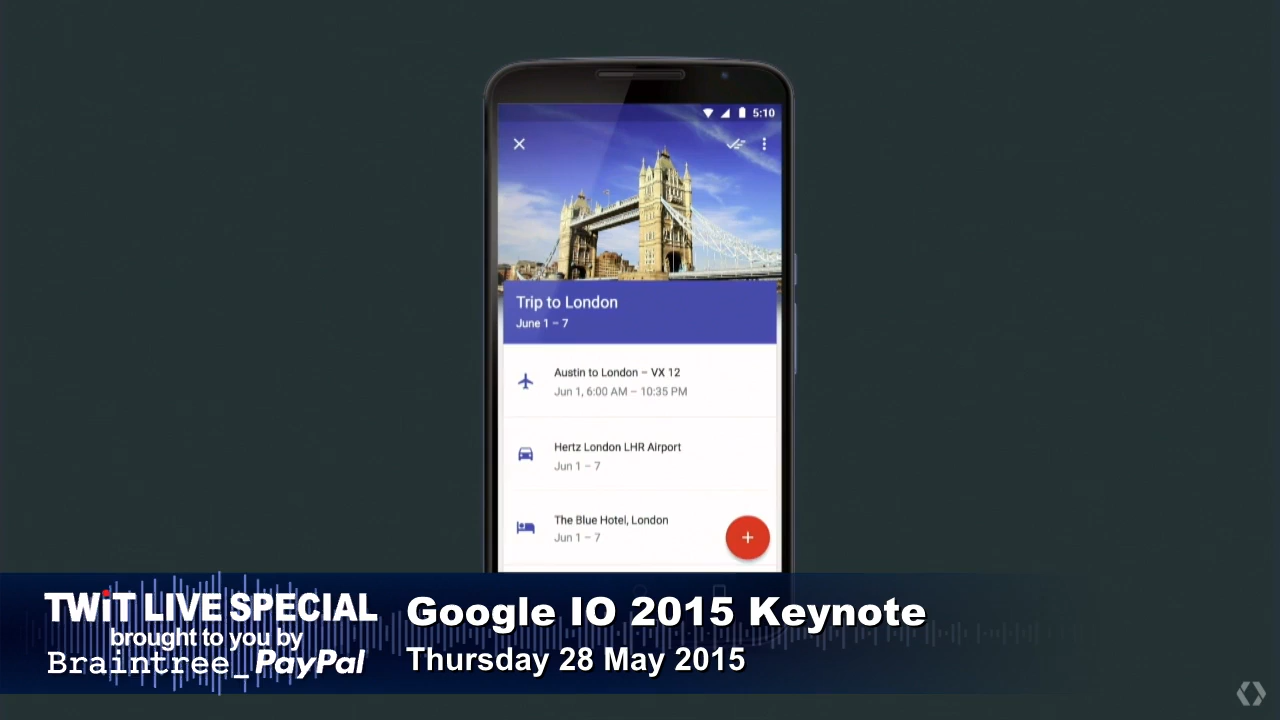 5:10
Trip to London
June 1 – 7
Austin to London – VX 12
Jun 1, 6:00 AM – 10:35 PM
Hertz London LHR Airport
Jun 1 – 7
The Blue Hotel, London
Jun 1 – 7
TWiT LIVE SPECIAL
brought to you by
Braintree_PayPal
Google IO 2015 Keynote
Thursday 28 May 2015